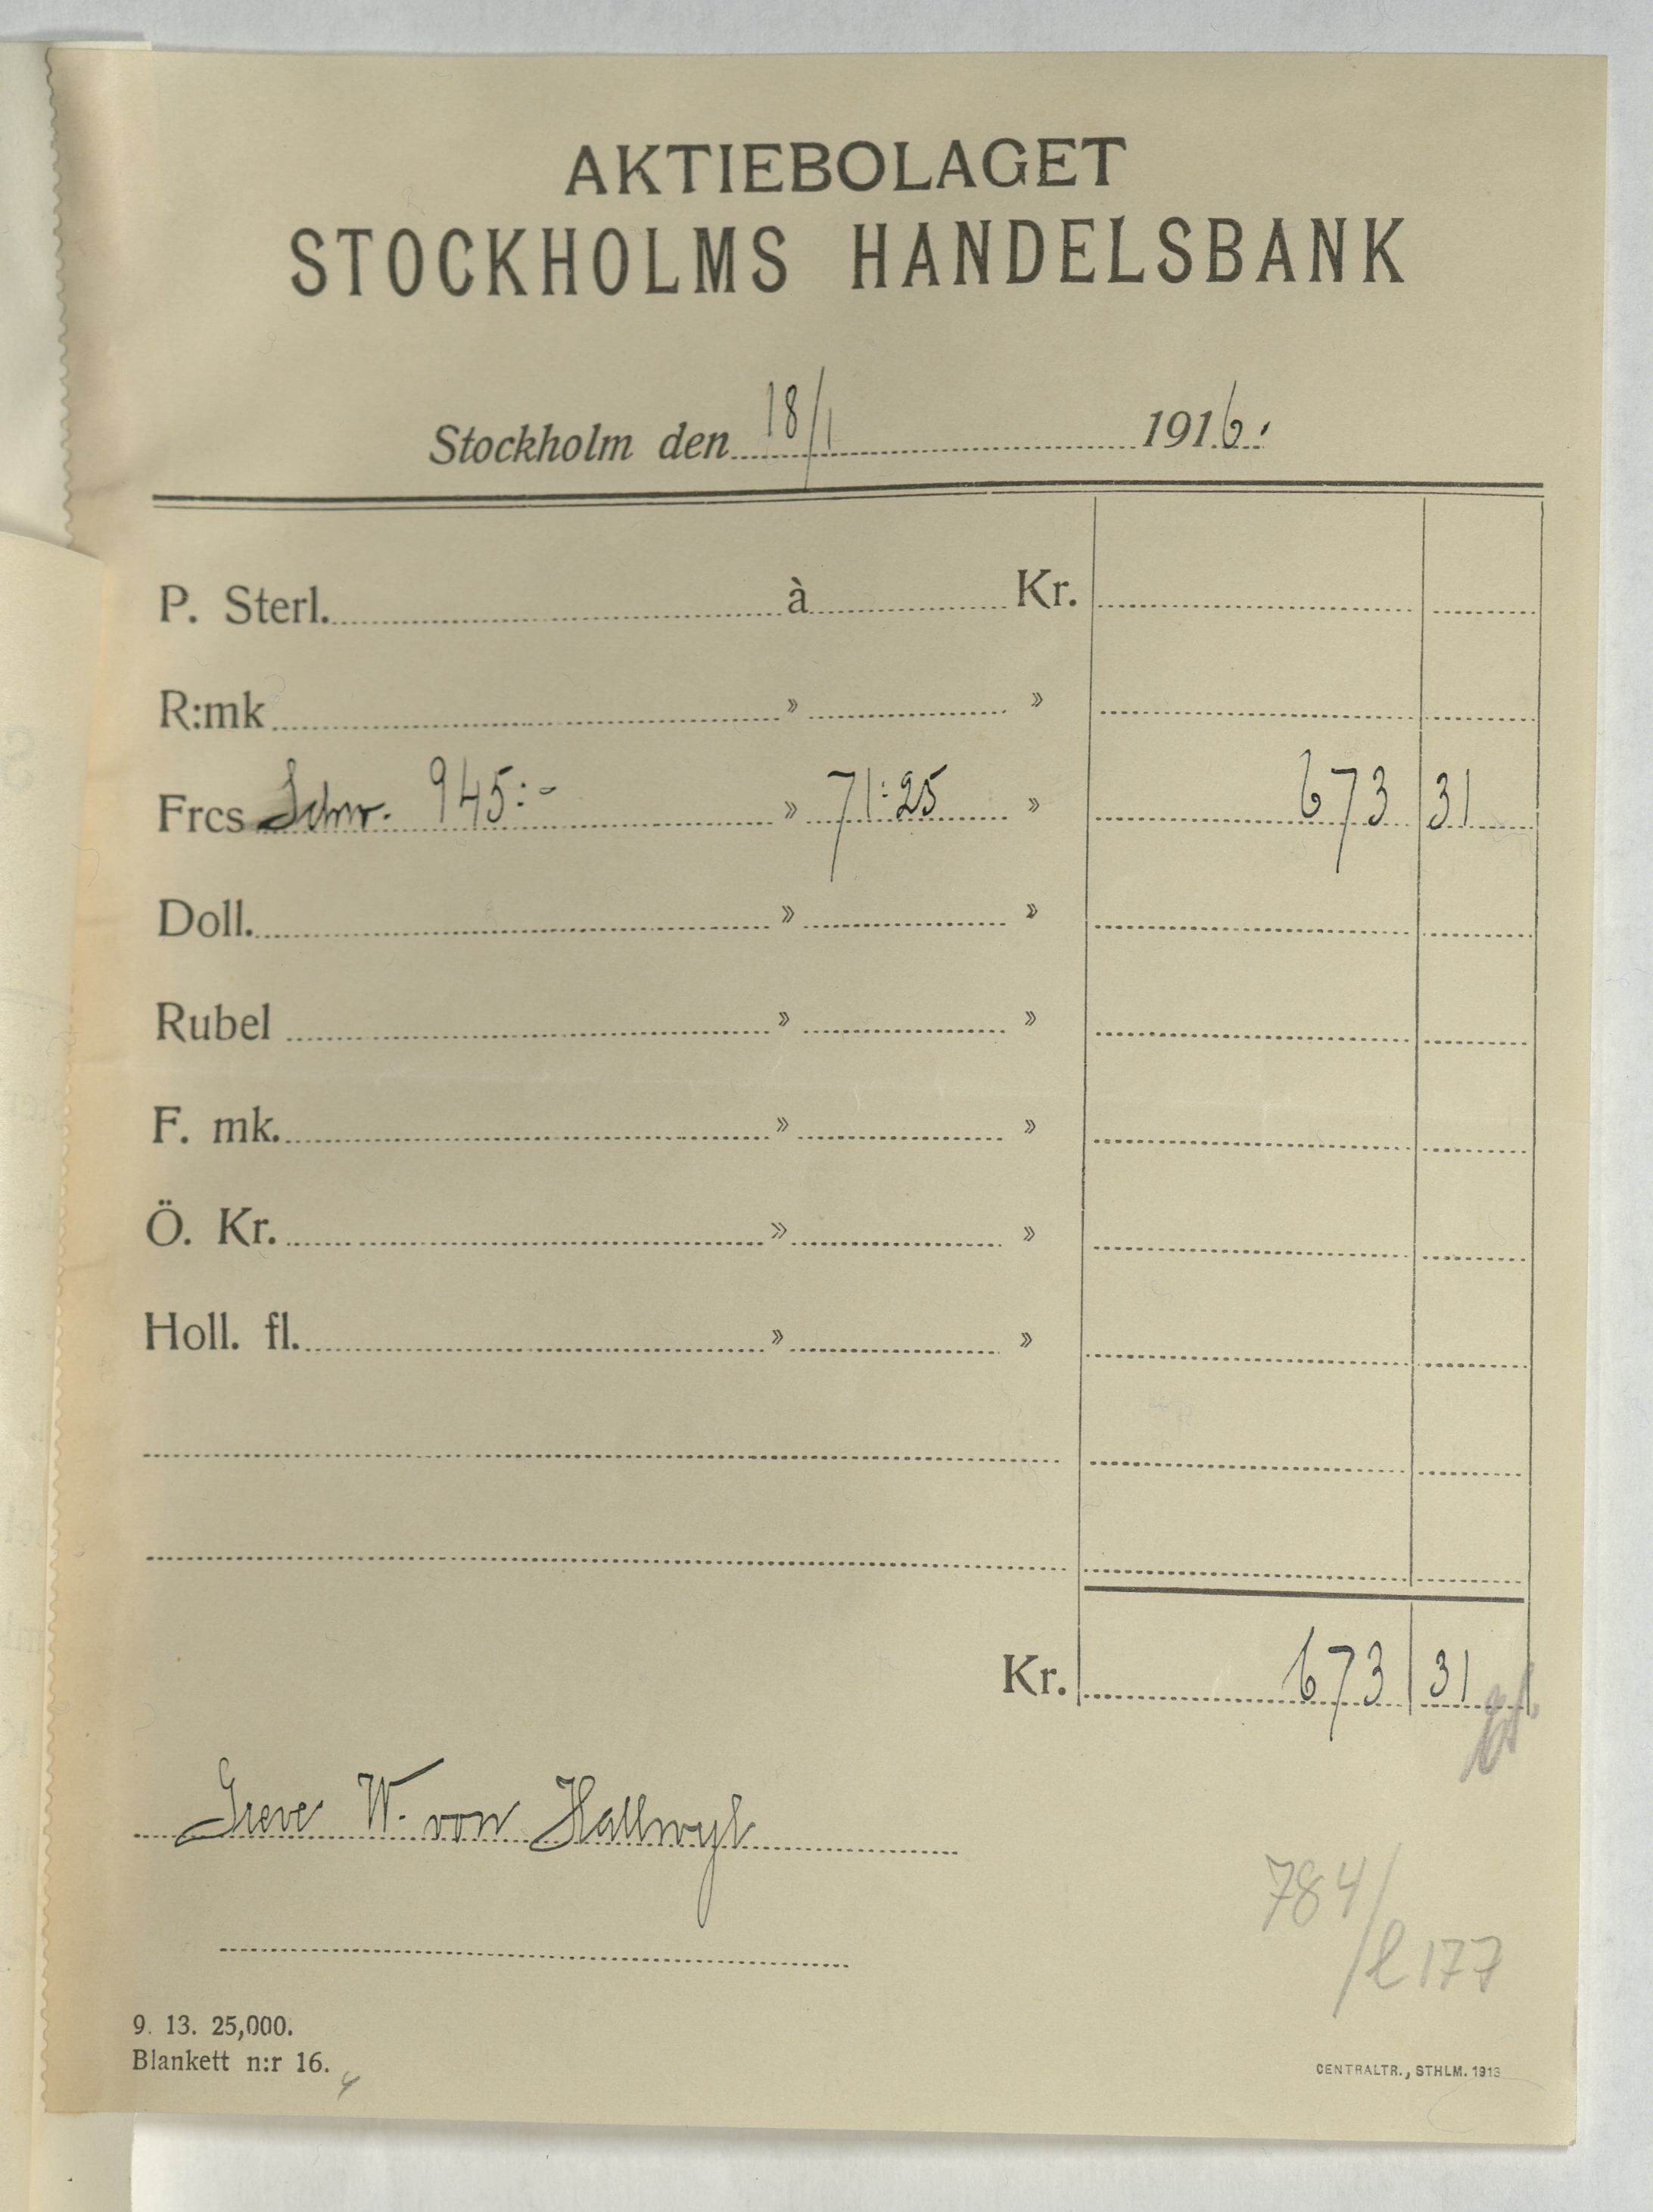 AKTIEBOLAGET
STOCKHOLMS HANDELSBANK
Stockholm den 18/1 1916.
P. Sterl. à Kr.
R:mk » »
Frcs Schw. 945:- » 71:25 » 673 31
Doll. » »
Rubel » »
F. mk. » »
Ö. Kr. » »
Holl. fl. » »
Kr. 673 31
Greve W. von Hallwyl
784/l177
9. 13. 25,000.
Blankett n:r 16.
CENTRALTR., STHLM. 1913